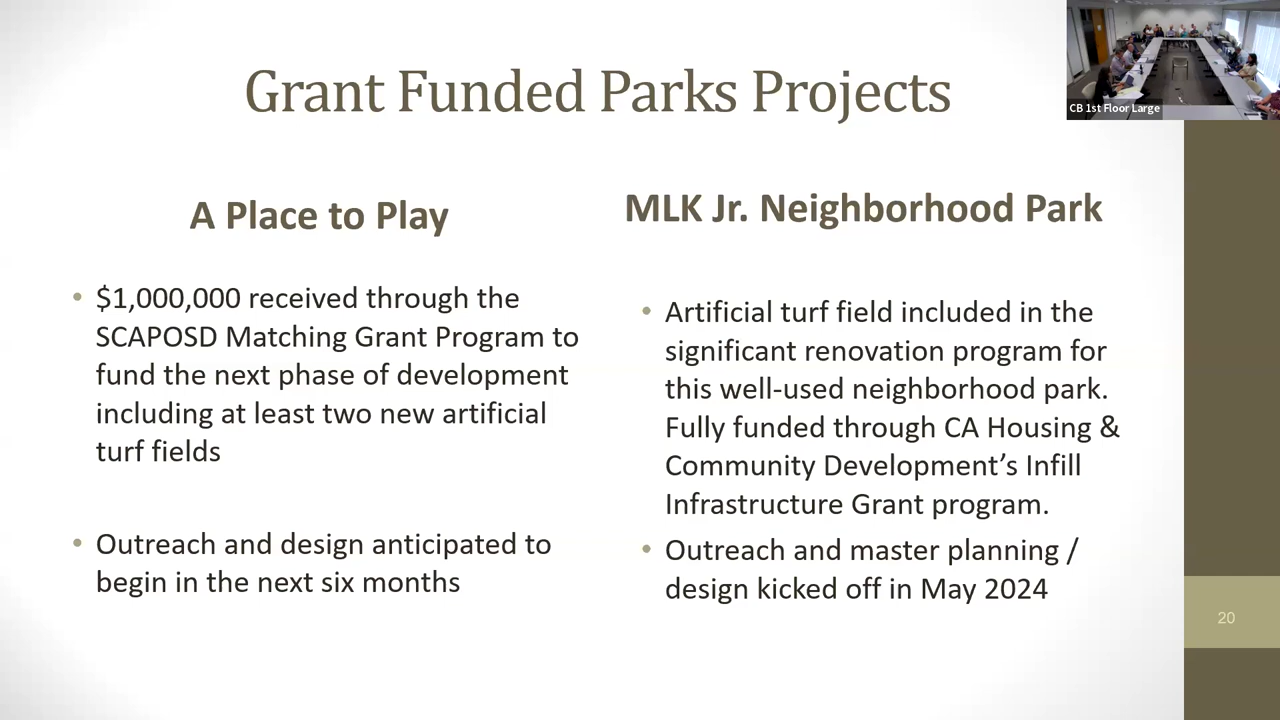 Grant Funded Parks Projects
CB 1st Floor Large
A Place to Play
• $1,000,000 received through the
SCAPOSD Matching Grant Program to
fund the next phase of development
including at least two new artificial
turf fields
• Outreach and design anticipated to
begin in the next six months
MLK Jr. Neighborhood Park
• Artificial turf field included in the
significant renovation program for
this well-used neighborhood park.
Fully funded through CA Housing &
Community Development’s Infill
Infrastructure Grant program.
• Outreach and master planning /
design kicked off in May 2024
20